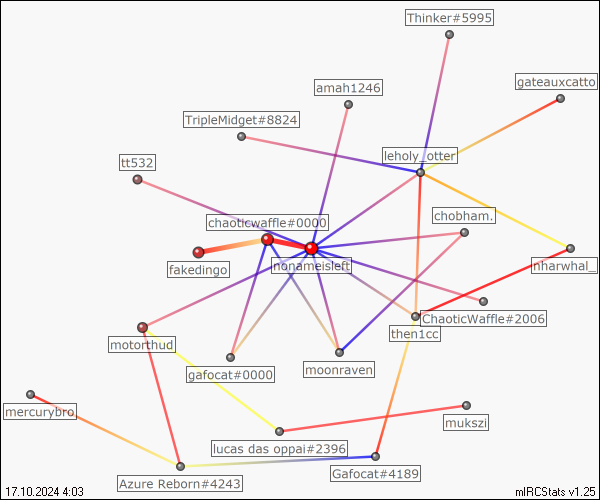 Thinker#5995
gateauxcatto
amah1246
TripleMidget#8824
leholy_otter
tt532
chaoticwaffle#0000
chobham.
fakedingo
nonameisleft
nharwhal_
ChaoticWaffle#2006
then1cc
motorthud
gafocat#0000
moonraven
mercurybro
mukszi
lucas das oppai#2396
Gafocat#4189
Azure Reborn#4243
17.10.2024 4:03
mIRCStats v1.25